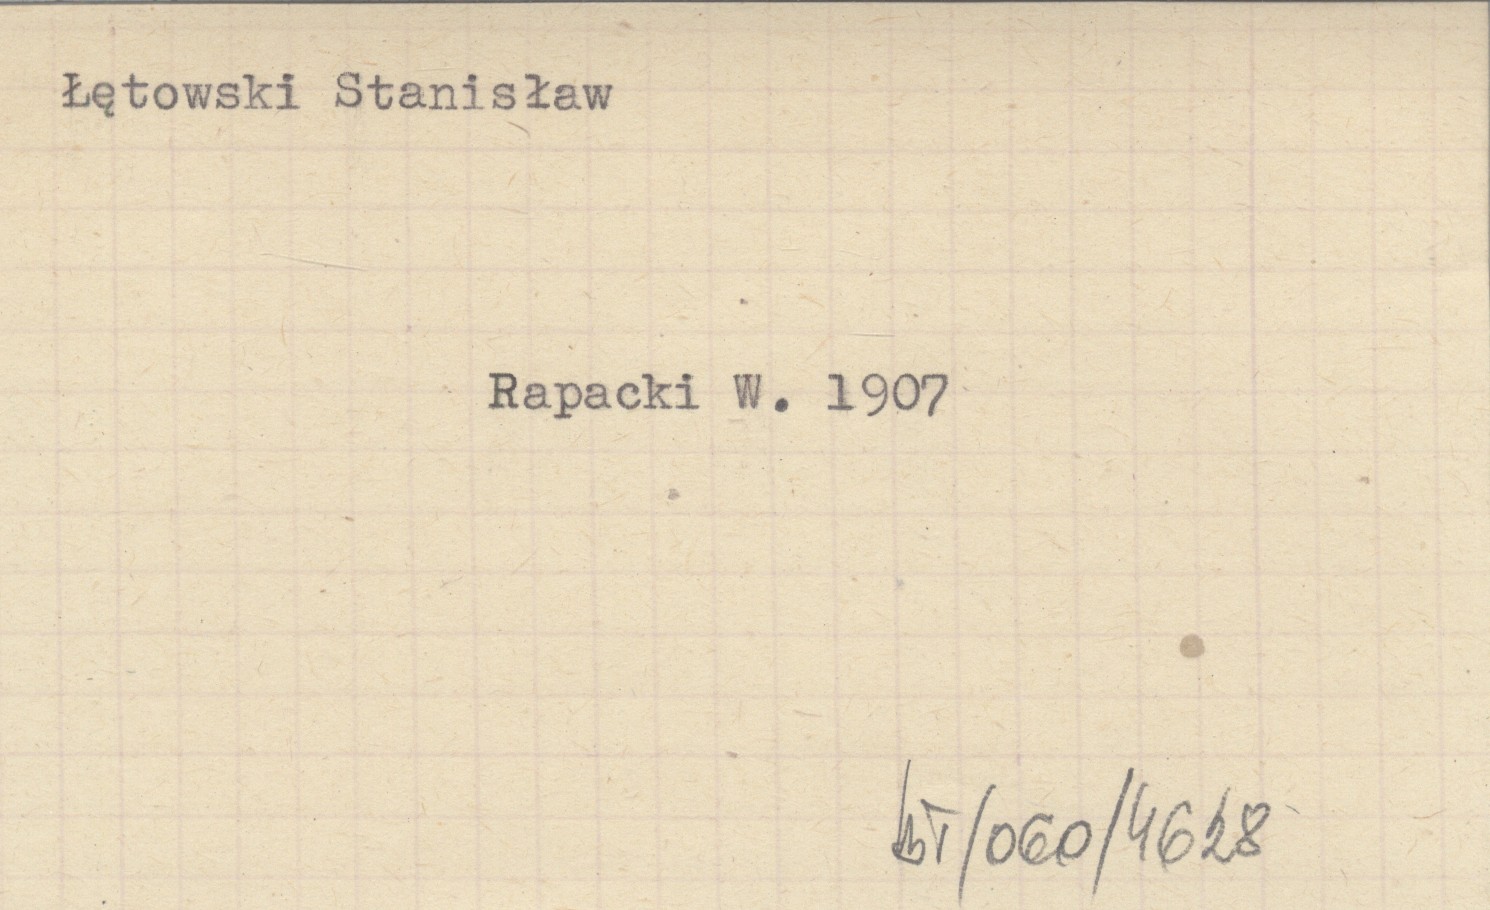 Łętowski Stanisław
Rapacki W. 1907
/060/4628